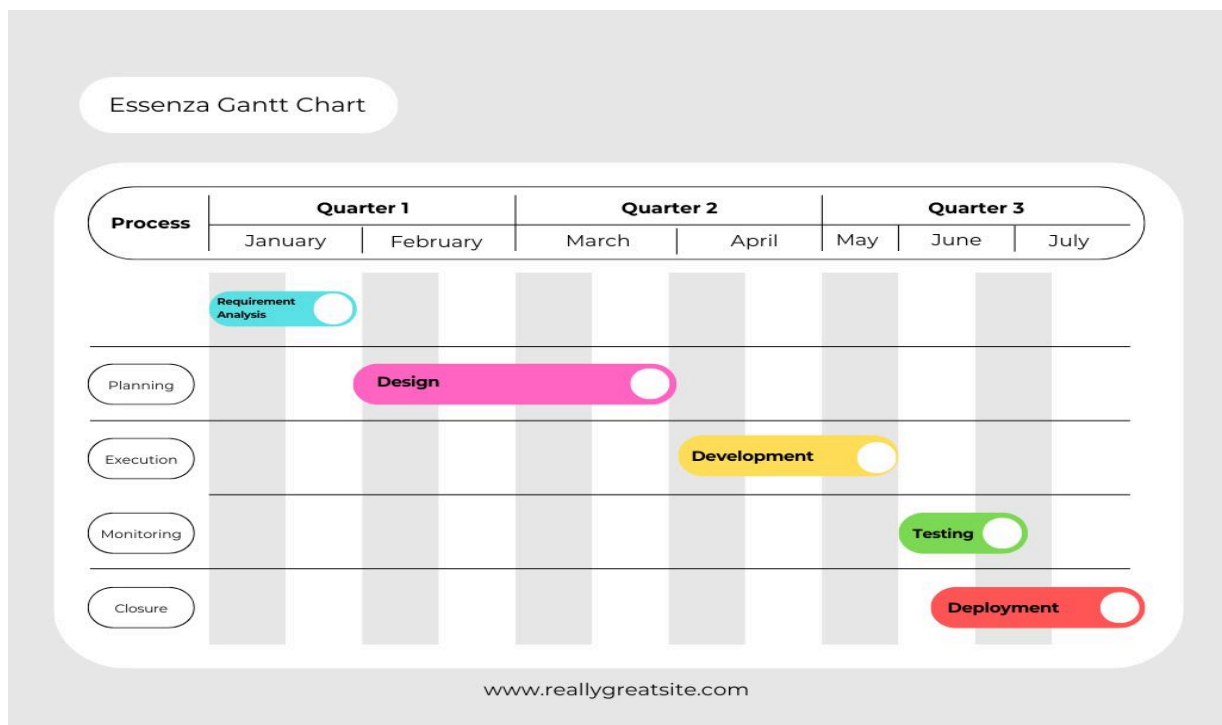 Essenza Gantt Chart
Process
Quarter 1
Quarter 2
Quarter 3
January
February
March
April
May
June
July
Requirement
Analysis
Planning
Design
Execution
Development
Monitoring
Testing
Closure
Deployment
www.reallygreatsite.com